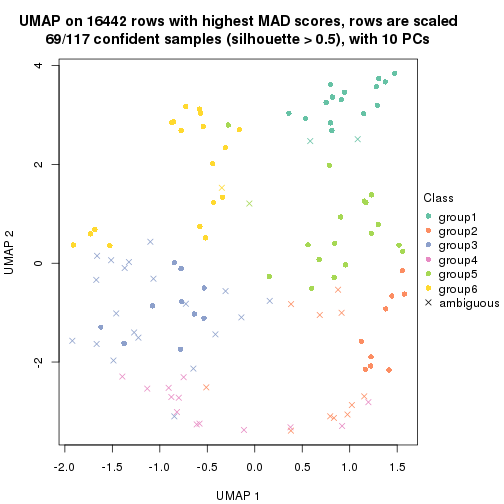 UMAP on 16442 rows with highest MAD scores, rows are scaled
69/117 confident samples (silhouette > 0.5), with 10 PCs
4
2
0
-2
UMAP 2
-2.0 -1.5 -1.0 -0.5 0.0 0.5 1.0 1.5
UMAP 1
Class
group1
group2
group3
group4
group5
group6
ambiguous